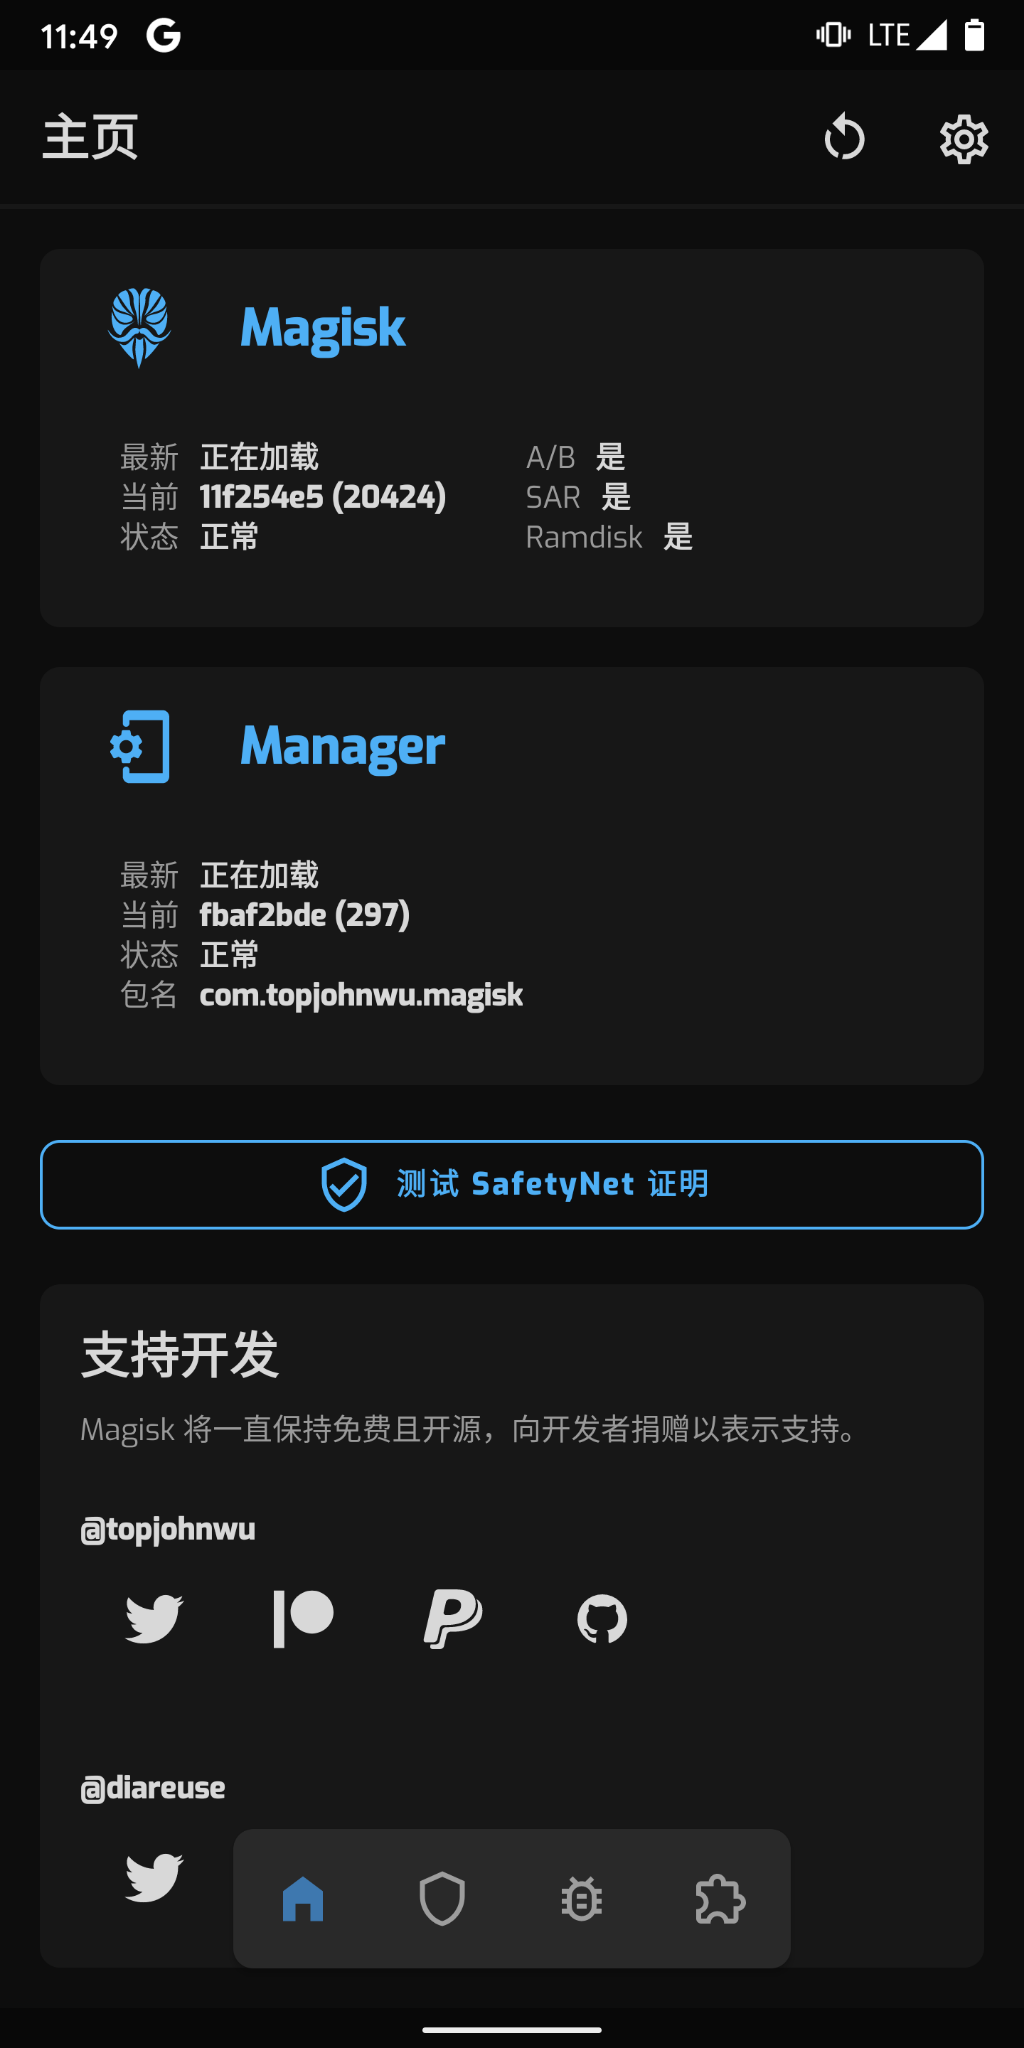 11:49 LTE
主页
Magisk
最新 正在加载 A/B 是
当前 11f254e5 (20424) SAR 是
状态 正常 Ramdisk 是
Manager
最新 正在加载
当前 fbaf2bde (297)
状态 正常
包名 com.topjohnwu.magisk
测试 SafetyNet 证明
支持开发
Magisk 将一直保持免费且开源，向开发者捐赠以表示支持。
@topjohnwu
@diareuse